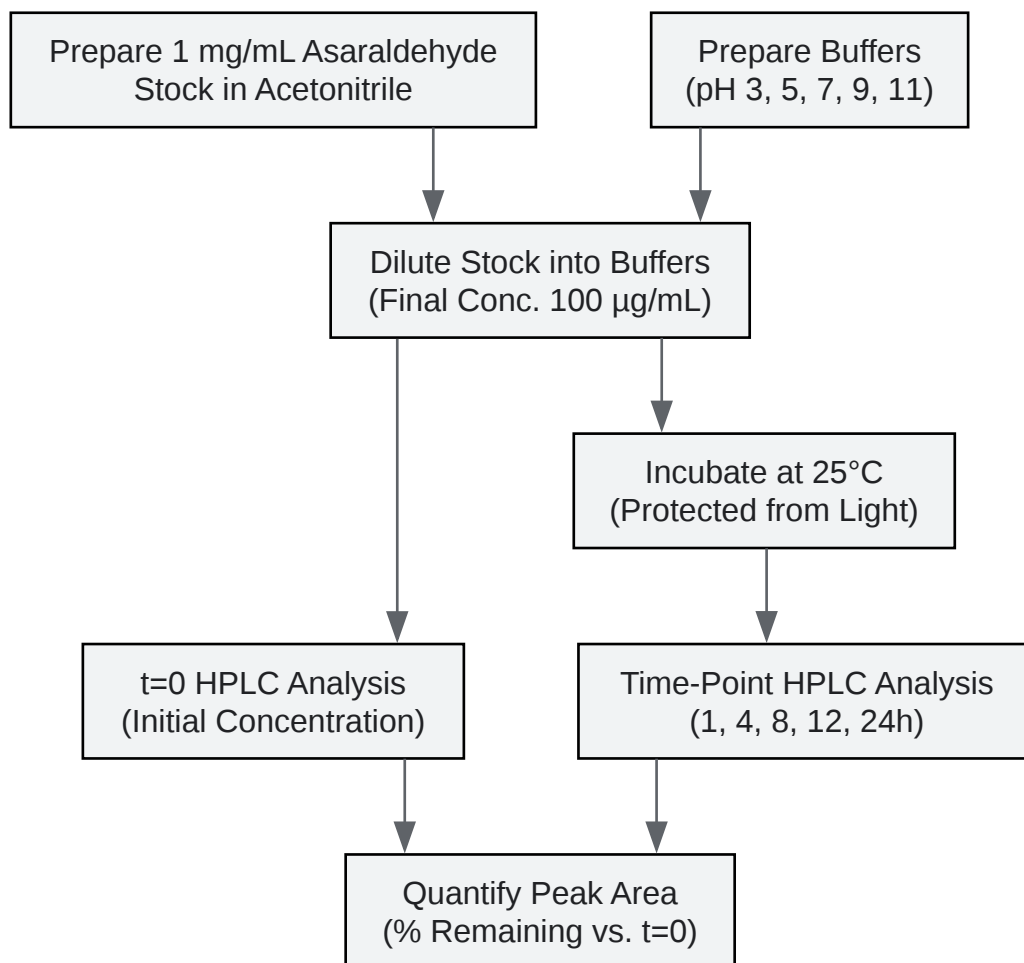 Prepare 1 mg/mL Asaraldehyde
Stock in Acetonitrile
Prepare Buffers
(pH 3, 5, 7, 9, 11)
Dilute Stock into Buffers
(Final Conc. 100 µg/mL)
Incubate at 25°C
(Protected from Light)
t=0 HPLC Analysis
(Initial Concentration)
Time-Point HPLC Analysis
(1, 4, 8, 12, 24h)
Quantify Peak Area
(% Remaining vs. t=0)